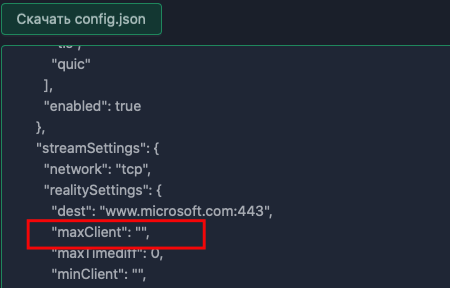 Скачать config.json
"tls",
"quic"
],
"enabled": true
},
"streamSettings": {
"network": "tcp",
"realitySettings": {
"dest": "www.microsoft.com:443",
"maxClient": "",
"maxTimediff": 0,
"minClient": "",